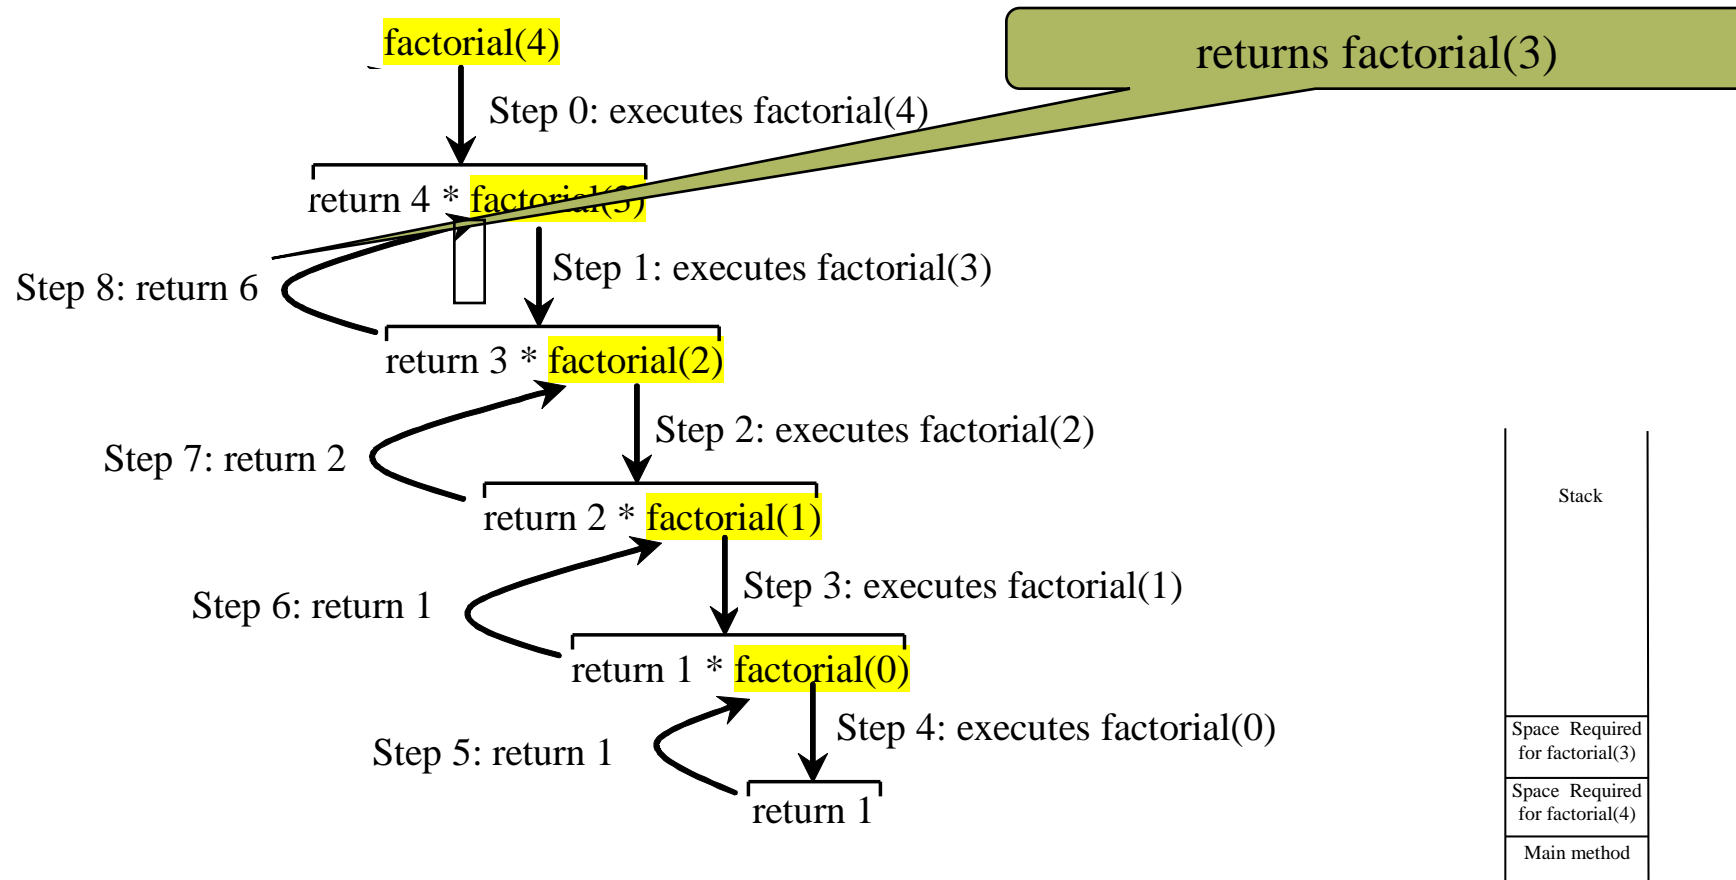 factorial(4)
returns factorial(3)
Step 0: executes factorial(4)
return 4 * factorial(3)
Step 1: executes factorial(3)
Step 8: return 6
return 3 * factorial(2)
Step 2: executes factorial(2)
Step 7: return 2
return 2 * factorial(1)
Step 3: executes factorial(1)
Step 6: return 1
return 1 * factorial(0)
Step 4: executes factorial(0)
Step 5: return 1
return 1
Stack
Space Required
for factorial(3)
Space Required
for factorial(4)
Main method